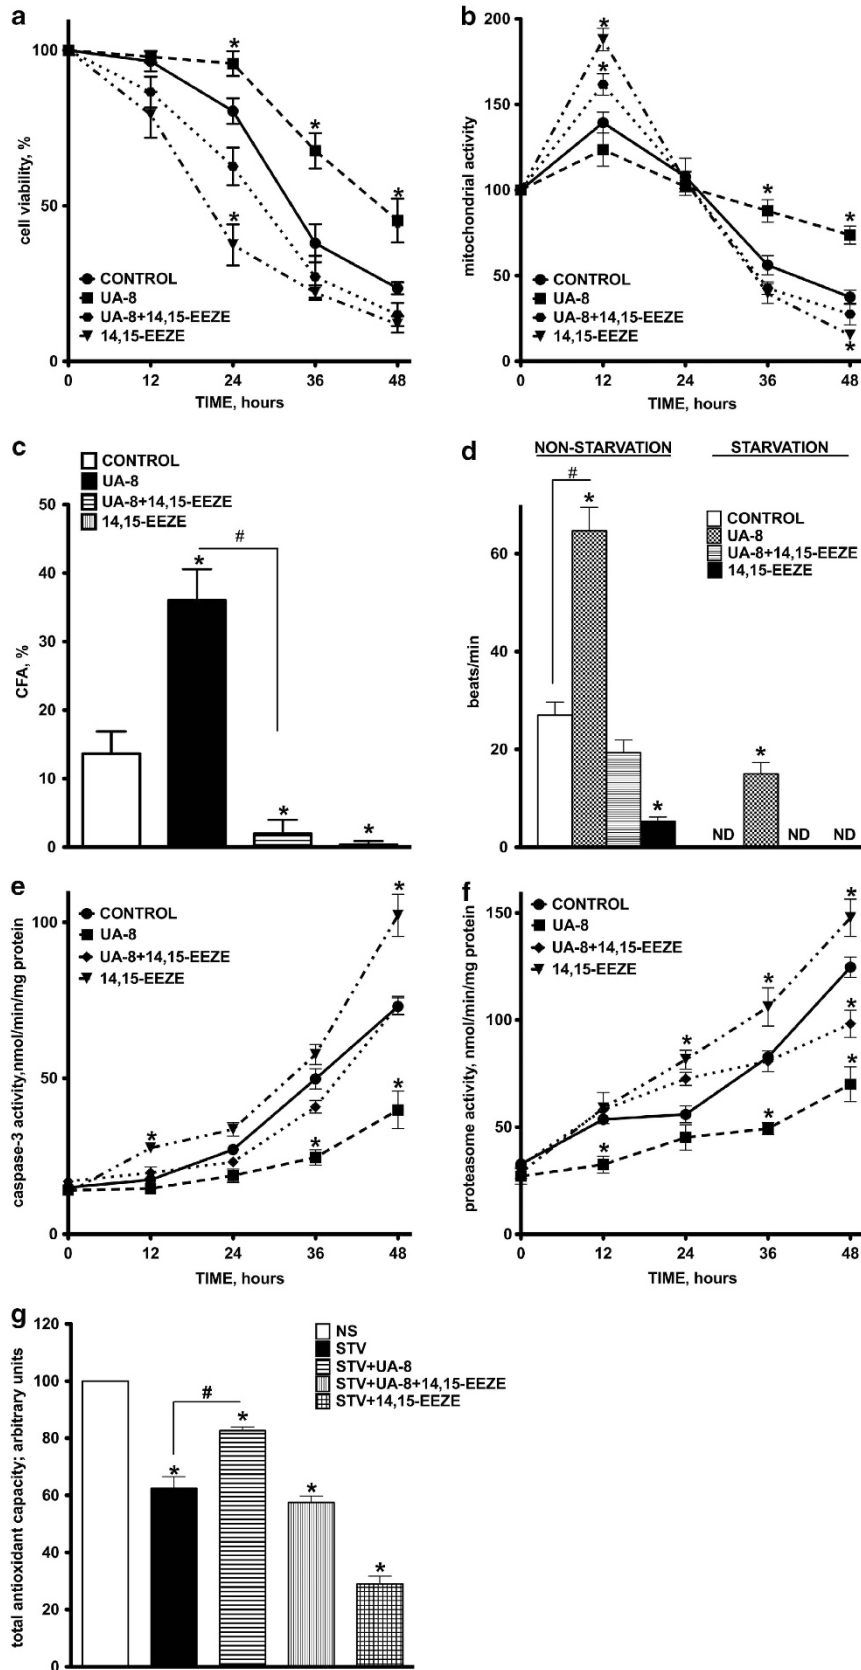 a
100
50
0
cell viability, %
CONTROL
UA-8
UA-8+14,15-EEZE
14,15-EEZE
* * * *
0 12 24 36 48
TIME, hours
b
200
150
100
50
0
mitochondrial activity
CONTROL
UA-8
UA-8+14,15-EEZE
14,15-EEZE
* * * * *
0 12 24 36 48
TIME, hours
c
CONTROL
UA-8
UA-8+14,15-EEZE
14,15-EEZE
50
40
30
20
10
0
CFA, %
#
* * *
d
NON-STARVATION STARVATION
#
CONTROL
UA-8
UA-8+14,15-EEZE
14,15-EEZE
60
40
20
0
beats/min
* * *
ND ND ND
e
100
50
0
caspase-3 activity,nmol/min/mg protein
CONTROL
UA-8
UA-8+14,15-EEZE
14,15-EEZE
* * * *
0 12 24 36 48
TIME, hours
f
150
100
50
0
proteasome activity, nmol/min/mg protein
CONTROL
UA-8
UA-8+14,15-EEZE
14,15-EEZE
* * * * * * *
0 12 24 36 48
TIME, hours
g
120
100
80
60
40
20
0
total antioxidant capacity; arbitrary units
NS
STV
STV+UA-8
STV+UA-8+14,15-EEZE
STV+14,15-EEZE
#
* * * *